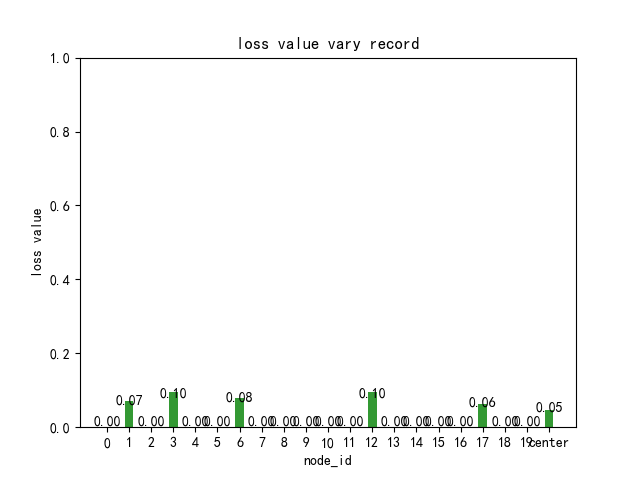 loss value vary record
1.0
0.8
0.6
0.4
0.2
0.0
loss value
0.00 0.07 0.00 0.10 0.00 0.00 0.08 0.00 0.00 0.00 0.00 0.00 0.10 0.00 0.00 0.00 0.00 0.06 0.00 0.00 0.05
0 1 2 3 4 5 6 7 8 9 10 11 12 13 14 15 16 17 18 19 center
node_id